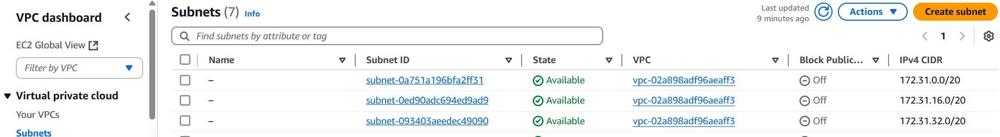 VPC dashboard
EC2 Global View
Filter by VPC
Virtual private cloud
Your VPCs
Subnets
Subnets (7) Info
Last updated
9 minutes ago
Actions
Create subnet
Find subnets by attribute or tag
1
Name Subnet ID State VPC Block Public... IPv4 CIDR
– subnet-0a751a196bfa2ff31 Available vpc-02a898adf96aeaff3 Off 172.31.0.0/20
– subnet-0ed90adc694ed9ad9 Available vpc-02a898adf96aeaff3 Off 172.31.16.0/20
– subnet-093403aeedec49090 Available vpc-02a898adf96aeaff3 Off 172.31.32.0/20